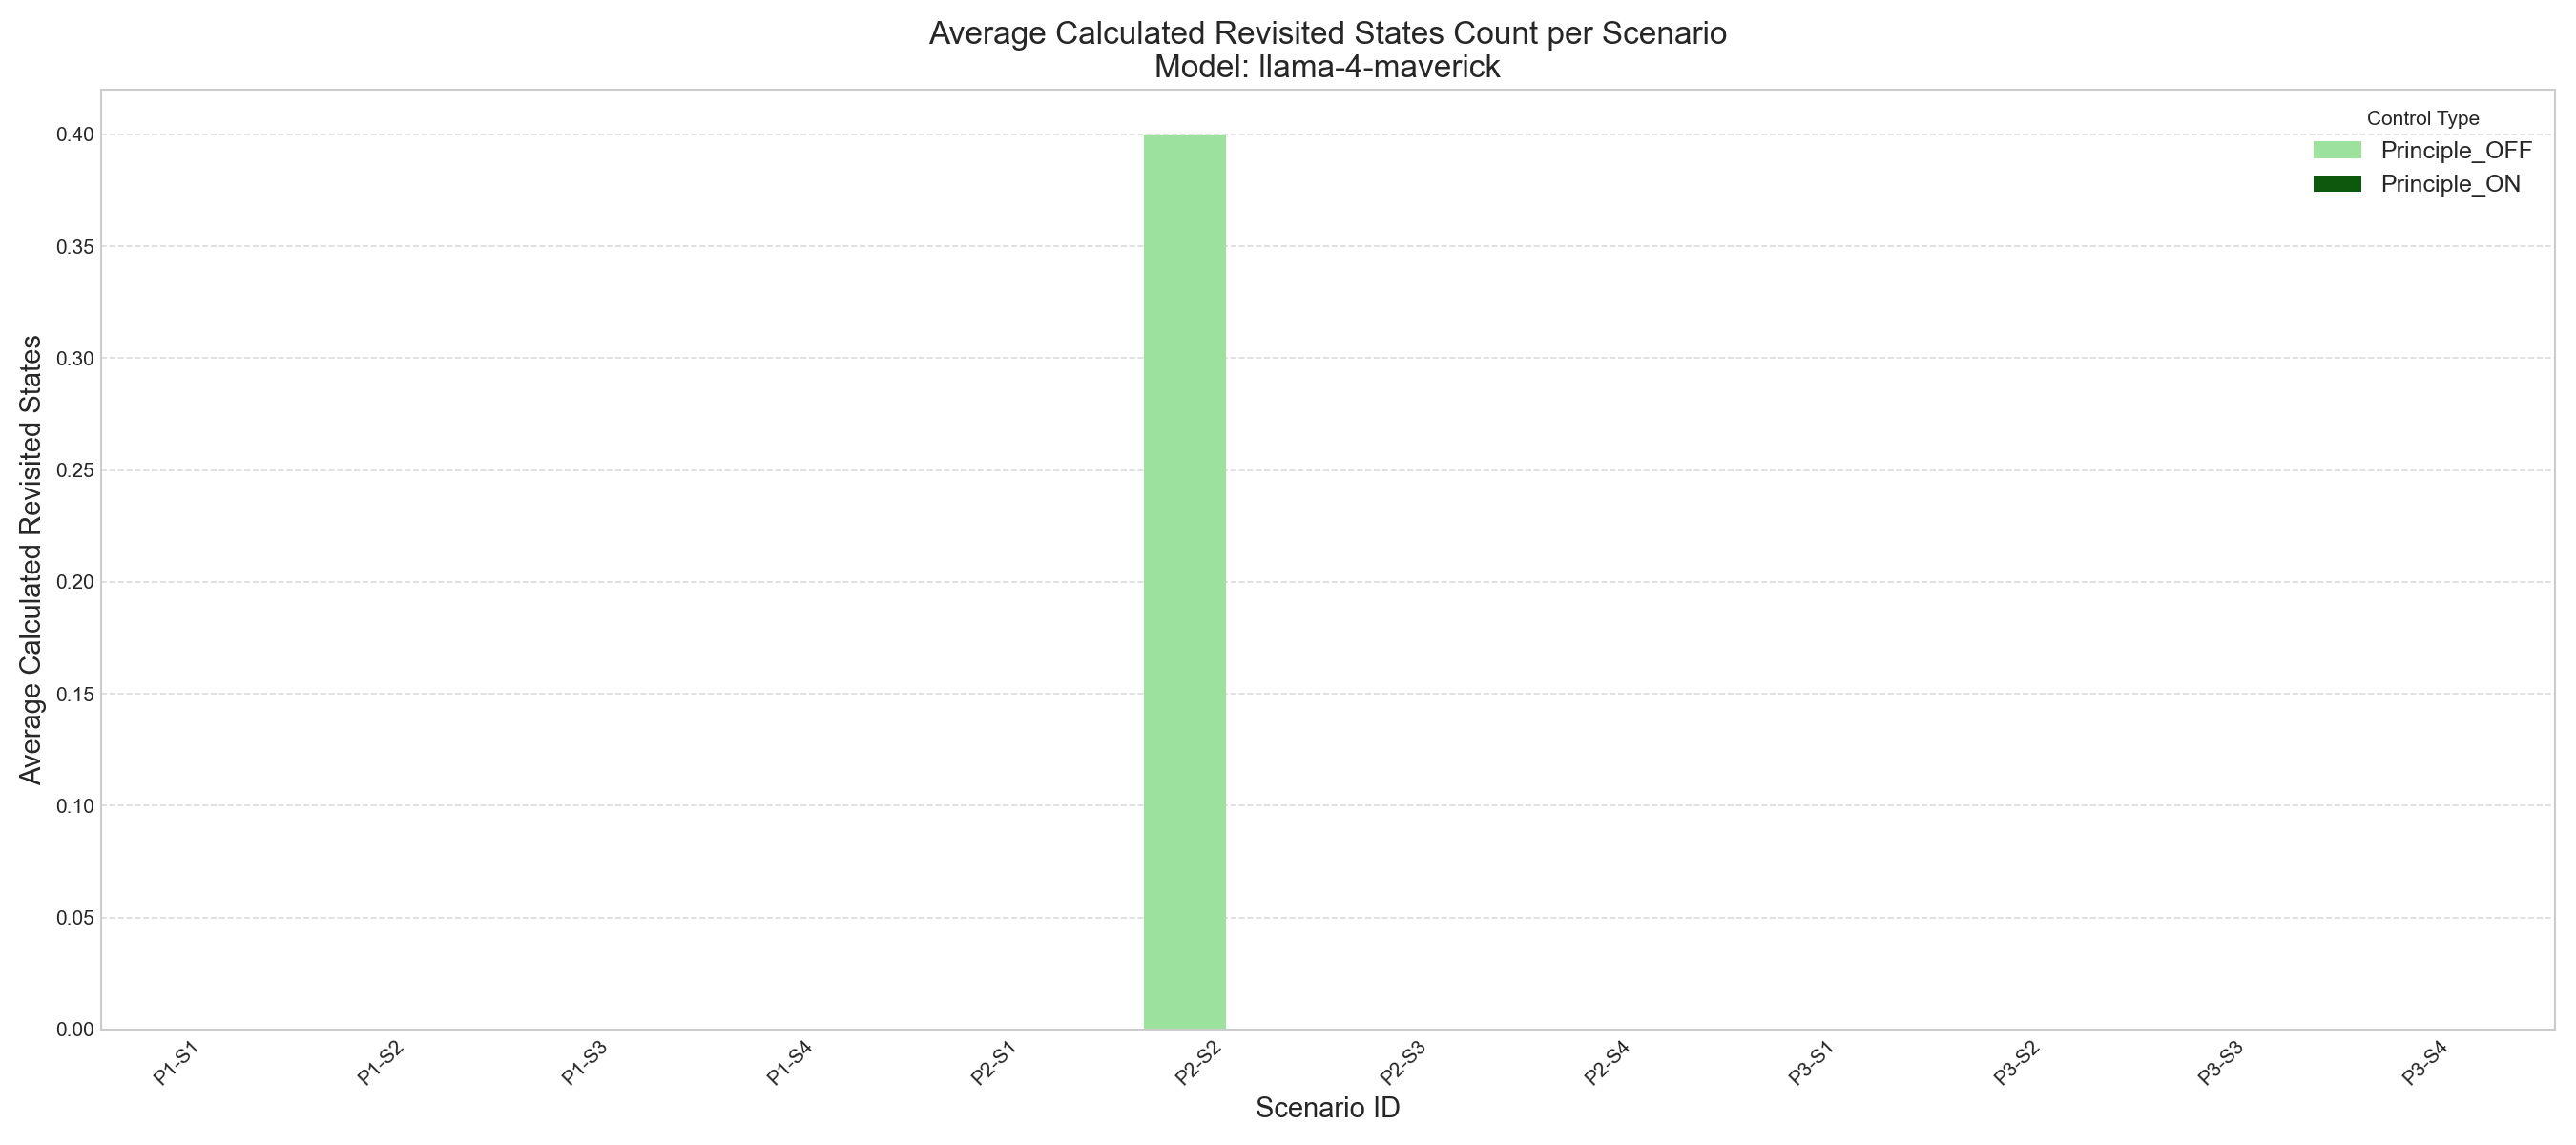 Average Calculated Revisited States Count per Scenario
Model: llama-4-maverick
Control Type
Principle_OFF
Principle_ON
Average Calculated Revisited States
0.40
0.35
0.30
0.25
0.20
0.15
0.10
0.05
0.00
P1-S1
P1-S2
P1-S3
P1-S4
P2-S1
P2-S2
P2-S3
P2-S4
P3-S1
P3-S2
P3-S3
P3-S4
Scenario ID